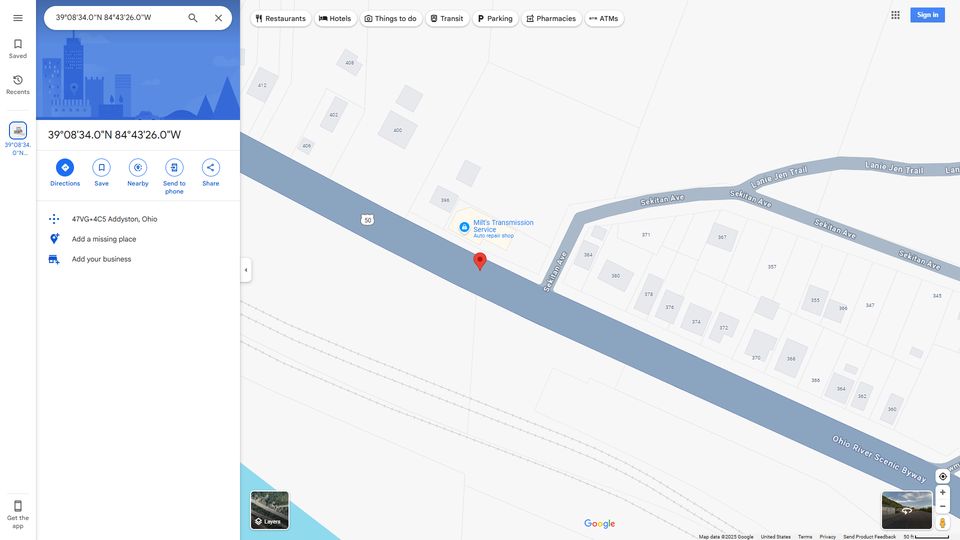 39°08'34.0"N 84°43'26.0"W
Restaurants
Hotels
Things to do
Transit
Parking
Pharmacies
ATMs
Sign in
Saved
Recents
39°08'34.
0"N...
39°08'34.0"N 84°43'26.0"W
Directions
Save
Nearby
Send to
phone
Share
47VG+4C5 Addyston, Ohio
Add a missing place
Add your business
Get the
app
408
412
402
400
406
398
50
Milt's Transmission
Service
Auto repair shop
Sekitan Ave
Sekitan Ave
Lanie Jen Trail
Lanie Jen Trail
Lan
Sekitan Ave
Sekitan Ave
Sekitan Ave
371
367
384
380
357
378
376
374
372
355
366
347
345
370
368
366
364
362
360
Ohio River Scenic Byway
Layers
Google
Map data ©2025 Google
United States
Terms
Privacy
Send Product Feedback
50 ft